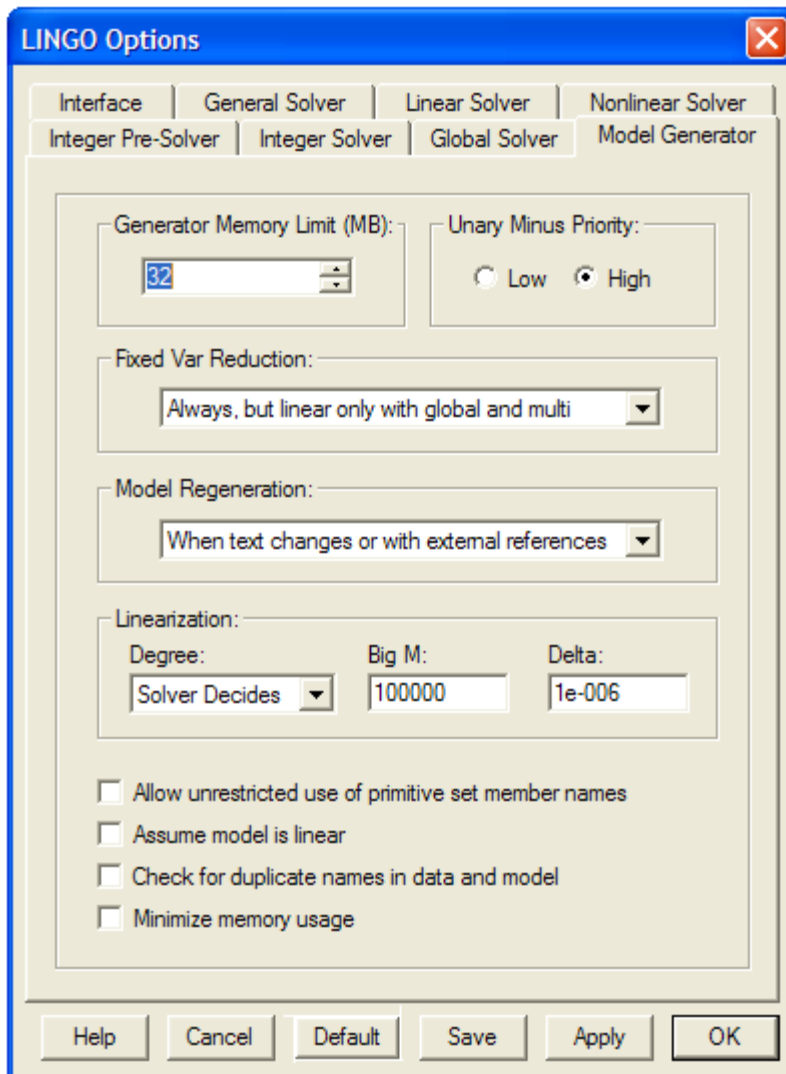 LINGO Options
Interface General Solver Linear Solver Nonlinear Solver
Integer Pre-Solver Integer Solver Global Solver Model Generator
Generator Memory Limit (MB): Unary Minus Priority:
32 Low High
Fixed Var Reduction:
Always, but linear only with global and multi
Model Regeneration:
When text changes or with external references
Linearization:
Degree: Big M: Delta:
Solver Decides 100000 1e-006
Allow unrestricted use of primitive set member names
Assume model is linear
Check for duplicate names in data and model
Minimize memory usage
Help Cancel Default Save Apply OK